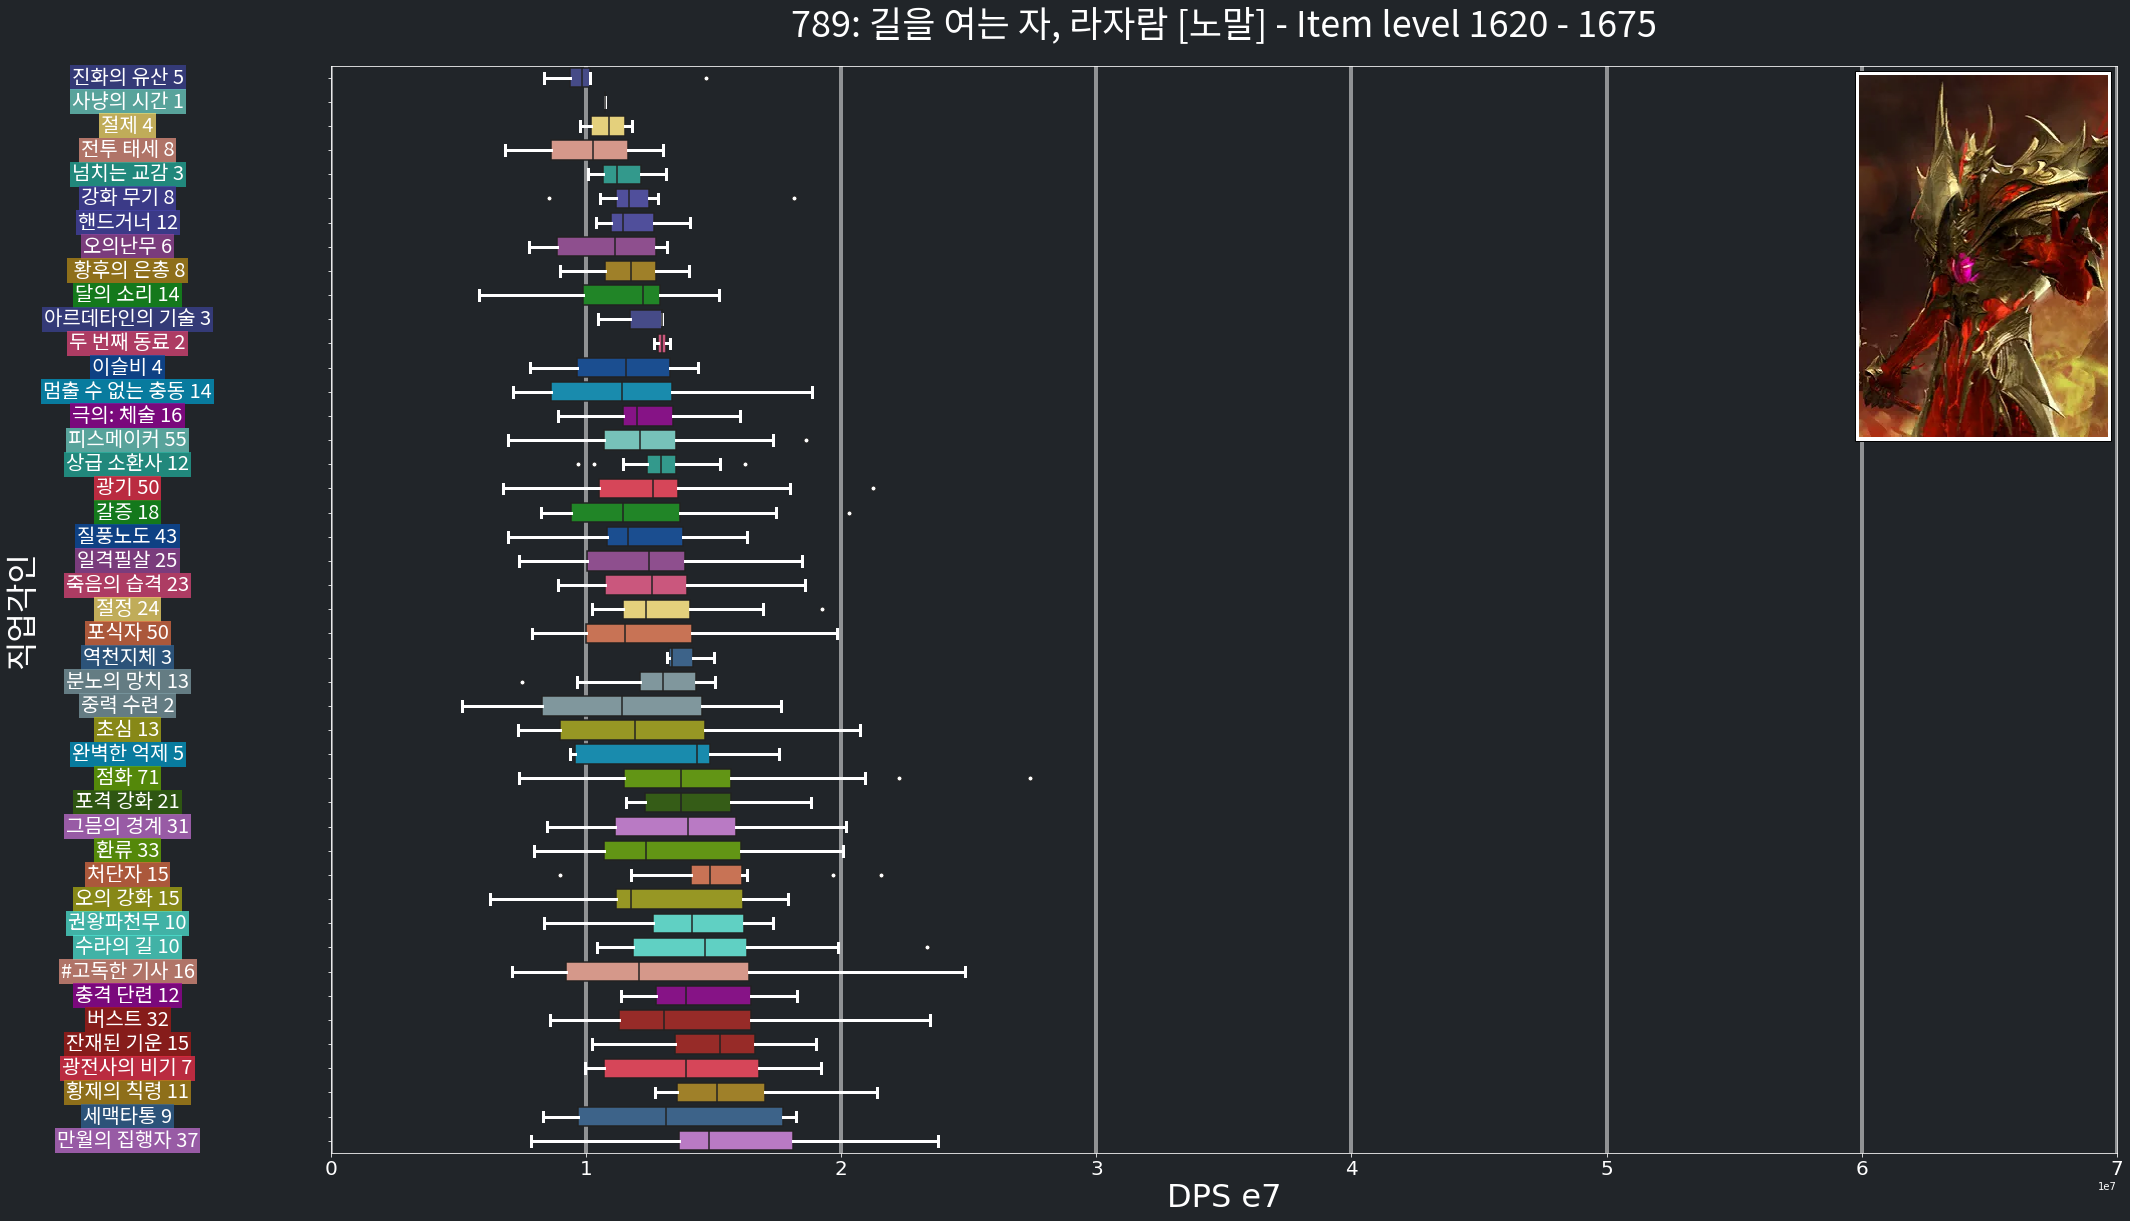 789: 길을 여는 자, 라자람 [노말] - Item level 1620 - 1675
직업각인
진화의 유산 5
사냥의 시간 1
절제 4
전투 태세 8
넘치는 교감 3
강화 무기 8
핸드거너 12
오의난무 6
황후의 은총 8
달의 소리 14
아르데타인의 기술 3
두 번째 동료 2
이슬비 4
멈출 수 없는 충동 14
극의: 체술 16
피스메이커 55
상급 소환사 12
광기 50
갈증 18
질풍노도 43
일격필살 25
죽음의 습격 23
절정 24
포식자 50
역천지체 3
분노의 망치 13
중력 수련 2
초심 13
완벽한 억제 5
점화 71
포격 강화 21
그믐의 경계 31
환류 33
처단자 15
오의 강화 15
권왕파천무 10
수라의 길 10
#고독한 기사 16
충격 단련 12
버스트 32
잔재된 기운 15
광전사의 비기 7
황제의 칙령 11
세맥타통 9
만월의 집행자 37
0 1 2 3 4 5 6 7
1e7
DPS e7